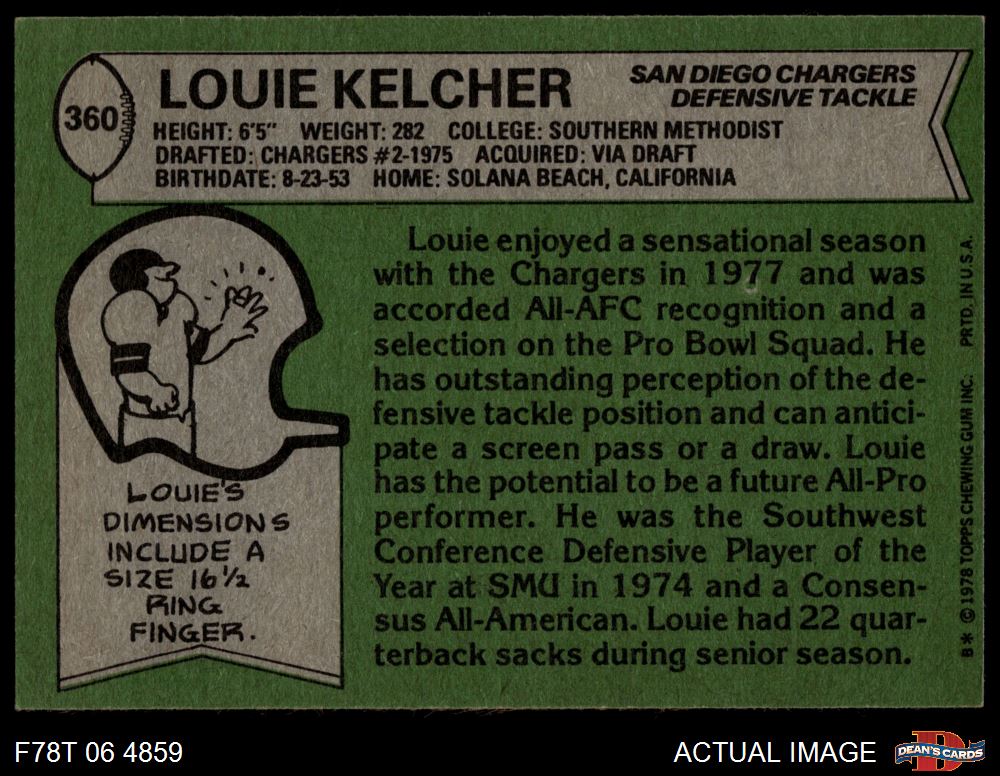 360
LOUIE KELCHER
SAN DIEGO CHARGERS
DEFENSIVE TACKLE
HEIGHT: 6'5" WEIGHT: 282 COLLEGE: SOUTHERN METHODIST
DRAFTED: CHARGERS #2-1975 ACQUIRED: VIA DRAFT
BIRTHDATE: 8-23-53 HOME: SOLANA BEACH, CALIFORNIA
LOUIE'S
DIMENSIONS
INCLUDE A
SIZE 16½
RING
FINGER.
Louie enjoyed a sensational season
with the Chargers in 1977 and was
accorded All-AFC recognition and a
selection on the Pro Bowl Squad. He
has outstanding perception of the de-
fensive tackle position and can antici-
pate a screen pass or a draw. Louie
has the potential to be a future All-Pro
performer. He was the Southwest
Conference Defensive Player of the
Year at SMU in 1974 and a Consen-
sus All-American. Louie had 22 quar-
terback sacks during senior season.
B* © 1978 TOPPS CHEWING GUM INC. PRTD. IN U.S.A.
F78T 06 4859
ACTUAL IMAGE
D
DEAN'S CARDS